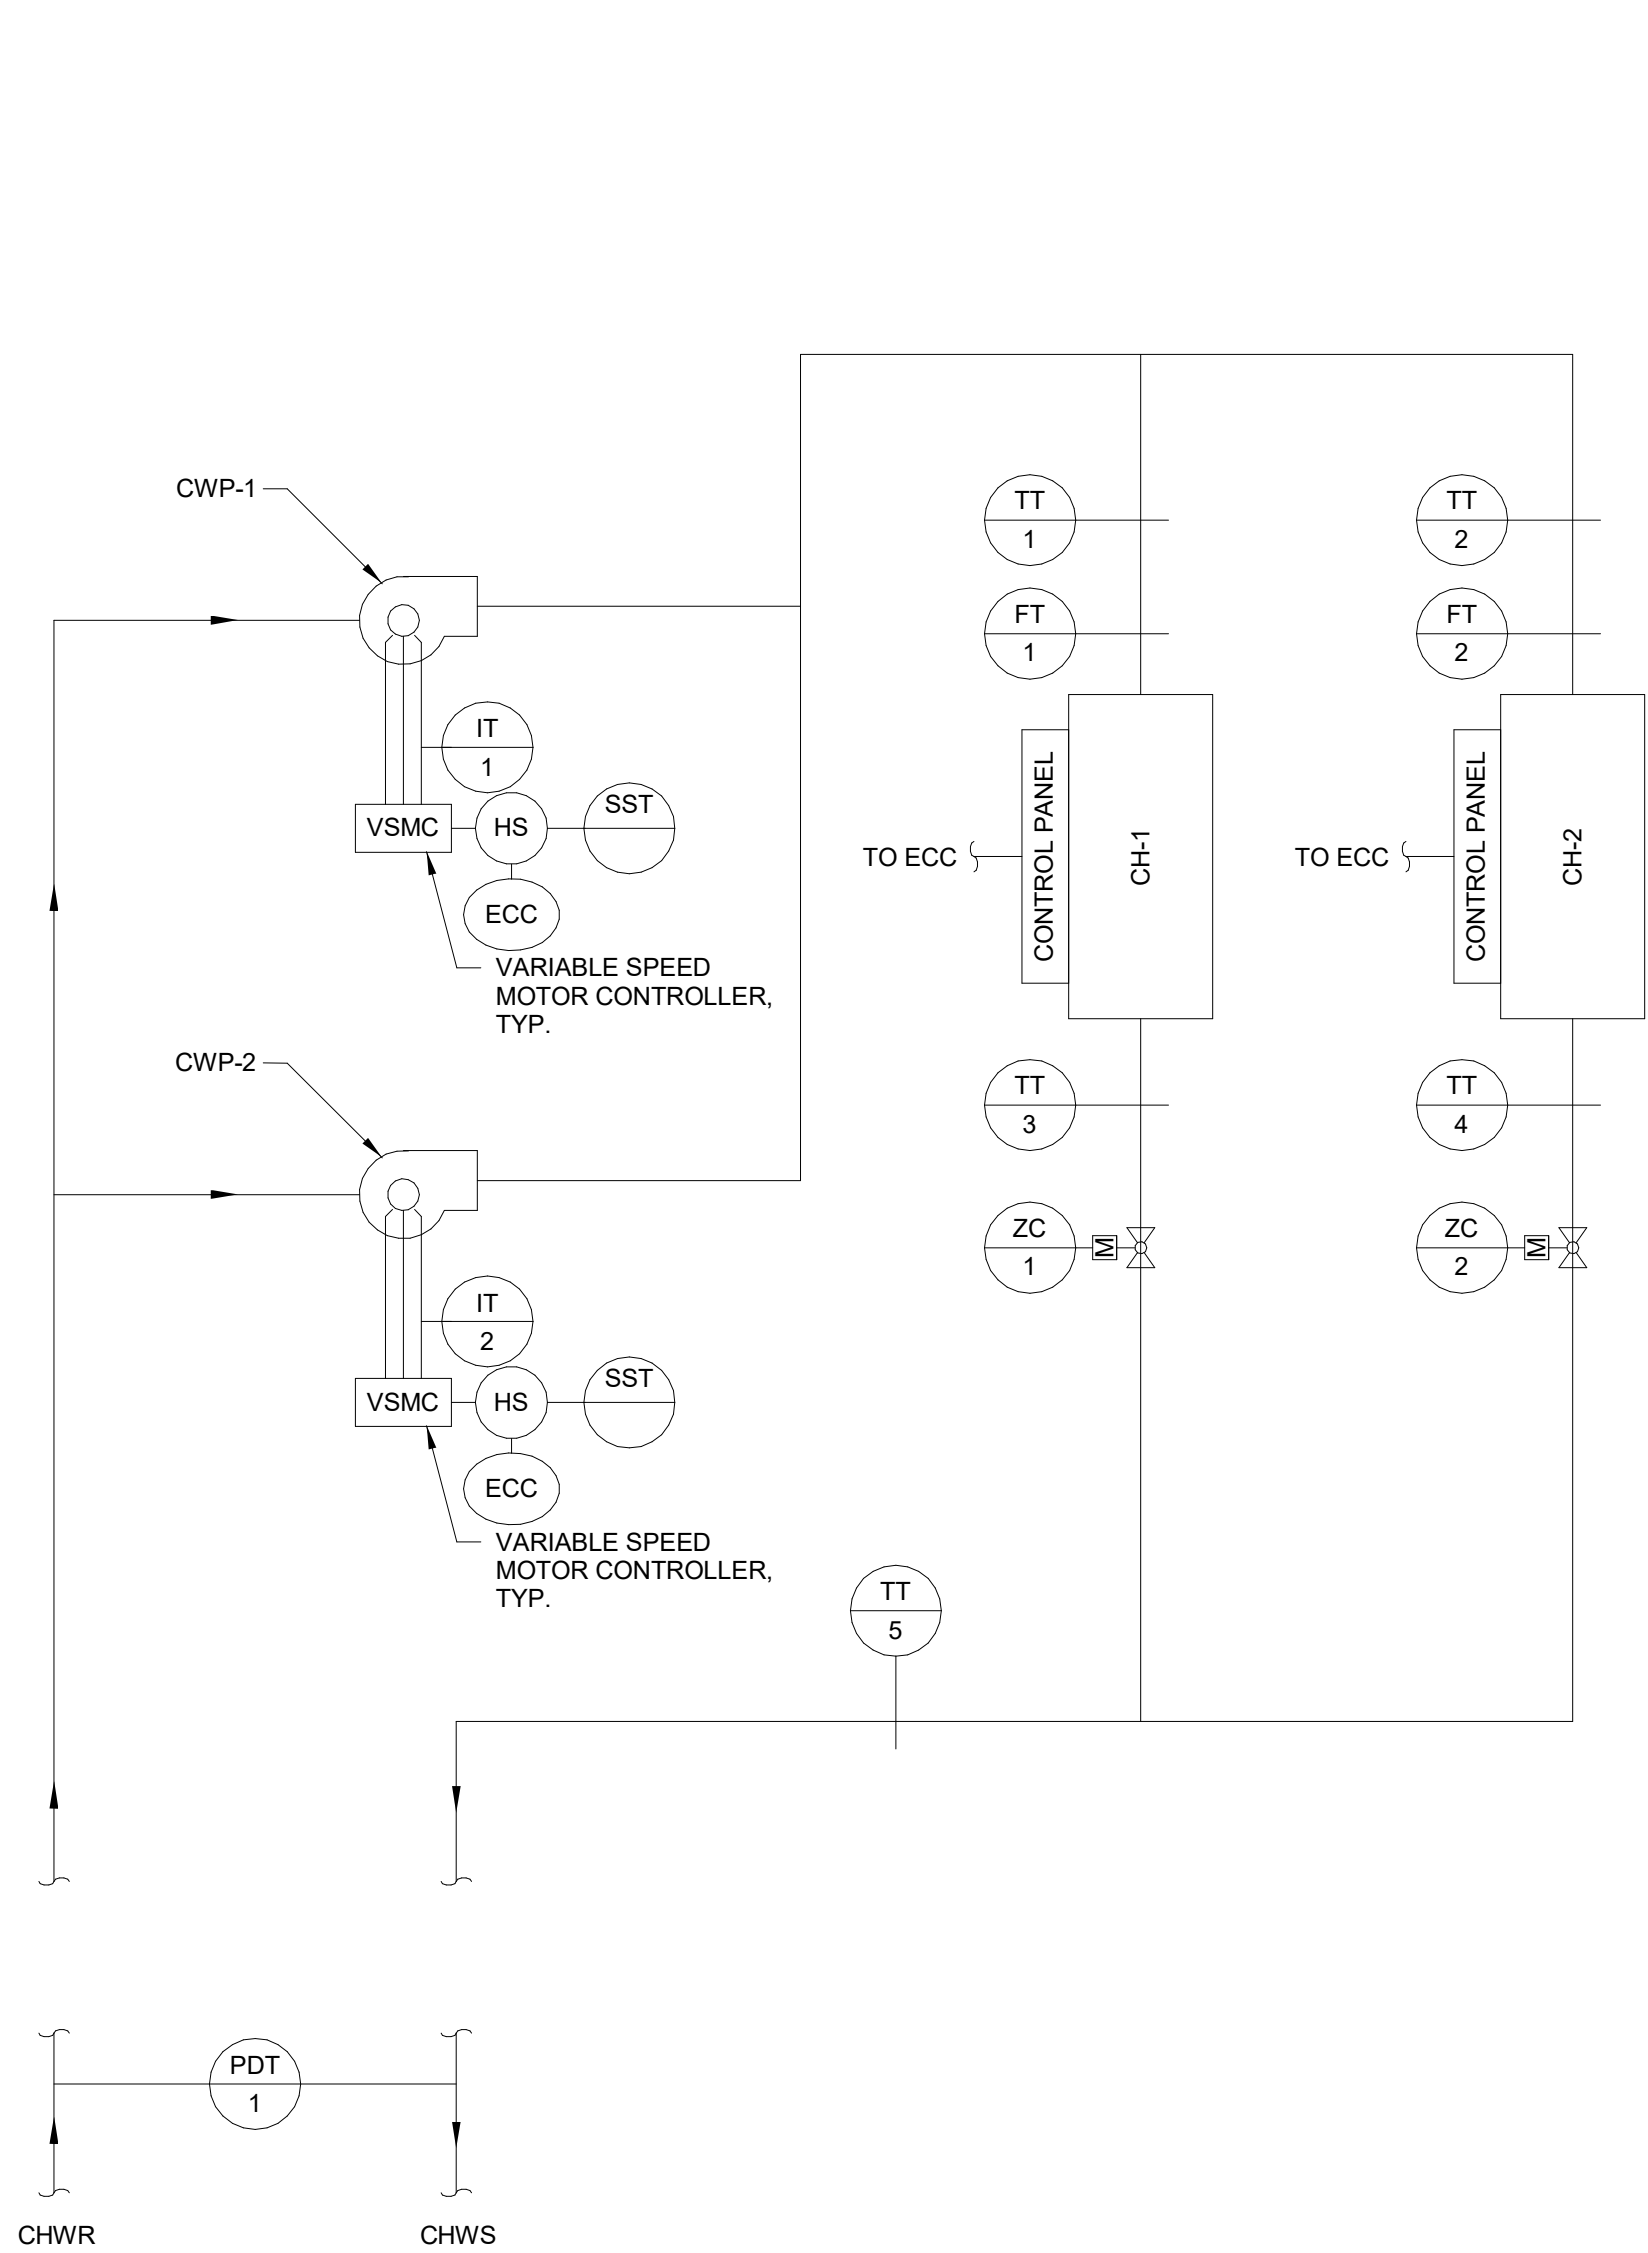 CWP-1
TT
1
TT
2
FT
1
FT
2
IT
1
VSMC
HS
SST
ECC
VARIABLE SPEED
MOTOR CONTROLLER,
TYP.
TO ECC
CONTROL PANEL
CH-1
TO ECC
CONTROL PANEL
CH-2
CWP-2
TT
3
TT
4
ZC
1
M
ZC
2
M
IT
2
VSMC
HS
SST
ECC
VARIABLE SPEED
MOTOR CONTROLLER,
TYP.
TT
5
PDT
1
CHWR
CHWS